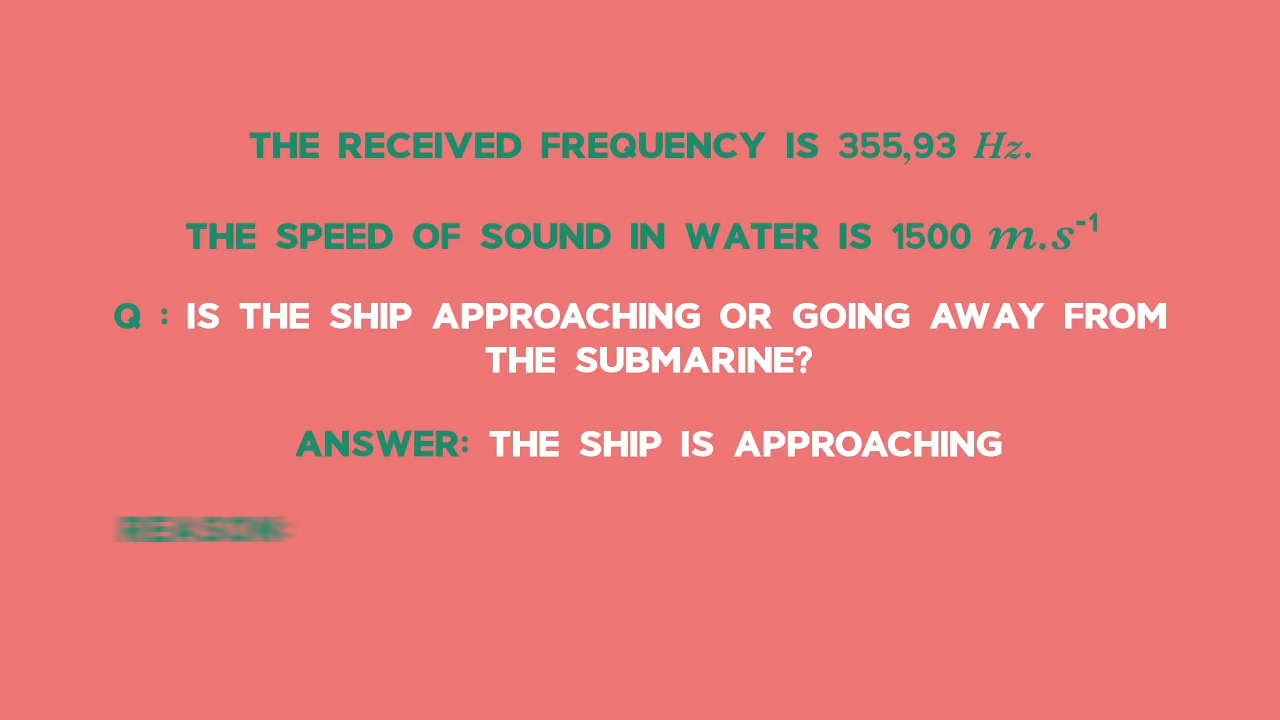 THE RECEIVED FREQUENCY IS 355,93 Hz.
THE SPEED OF SOUND IN WATER IS 1500 m.s⁻¹
Q : IS THE SHIP APPROACHING OR GOING AWAY FROM
THE SUBMARINE?
ANSWER: THE SHIP IS APPROACHING
REASON: